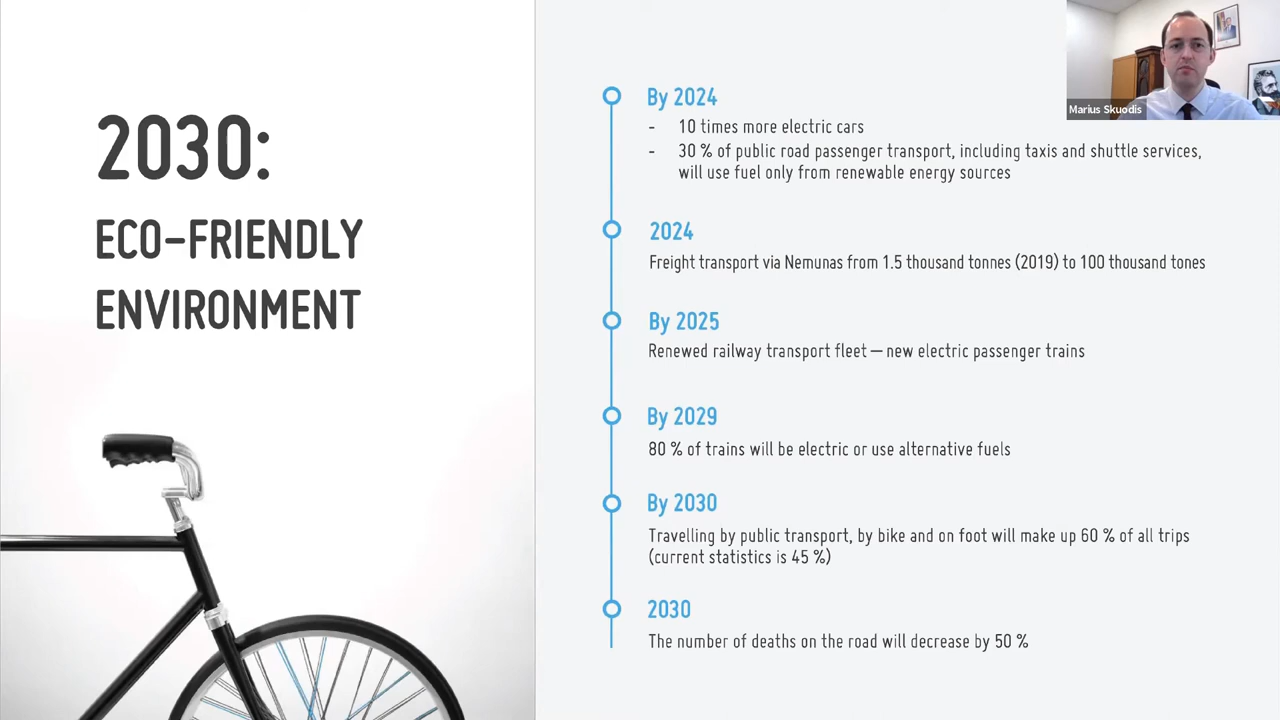 2030:
ECO-FRIENDLY
ENVIRONMENT
By 2024
- 10 times more electric cars
- 30 % of public road passenger transport, including taxis and shuttle services,
will use fuel only from renewable energy sources
2024
Freight transport via Nemunas from 1.5 thousand tonnes (2019) to 100 thousand tones
By 2025
Renewed railway transport fleet — new electric passenger trains
By 2029
80 % of trains will be electric or use alternative fuels
By 2030
Travelling by public transport, by bike and on foot will make up 60 % of all trips
(current statistics is 45 %)
2030
The number of deaths on the road will decrease by 50 %
Marius Skuodis